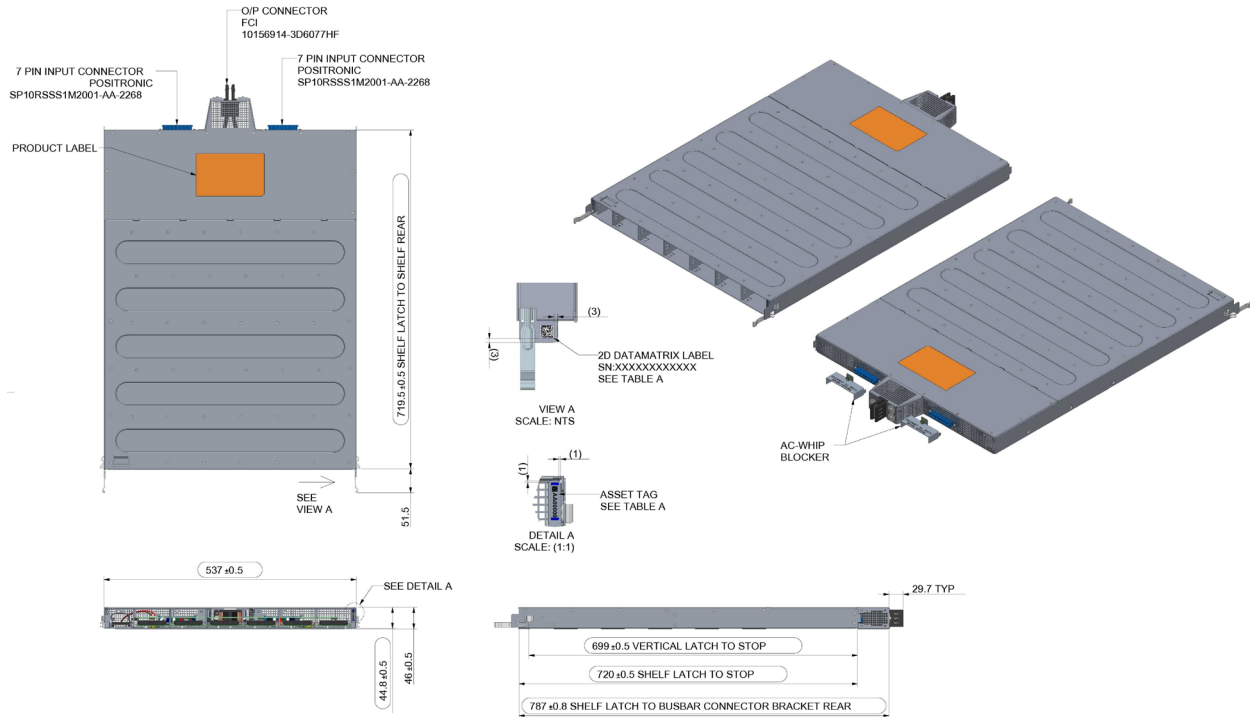 O/P CONNECTOR
FCI
10156914-3D6077HF
7 PIN INPUT CONNECTOR
POSITRONIC
SP10RSSS1M2001-AA-2268
7 PIN INPUT CONNECTOR
POSITRONIC
SP10RSSS1M2001-AA-2268
PRODUCT LABEL
719.5±0.5 SHELF LATCH TO SHELF REAR
51.5
SEE
VIEW A
(3)
(3)
2D DATAMATRIX LABEL
SN:XXXXXXXXXXXX
SEE TABLE A
VIEW A
SCALE: NTS
(1)
(1)
ASSET TAG
SEE TABLE A
DETAIL A
SCALE: (1:1)
AC-WHIP
BLOCKER
537±0.5
SEE DETAIL A
44.8±0.5
46±0.5
29.7 TYP
699±0.5 VERTICAL LATCH TO STOP
720±0.5 SHELF LATCH TO STOP
787±0.8 SHELF LATCH TO BUSBAR CONNECTOR BRACKET REAR